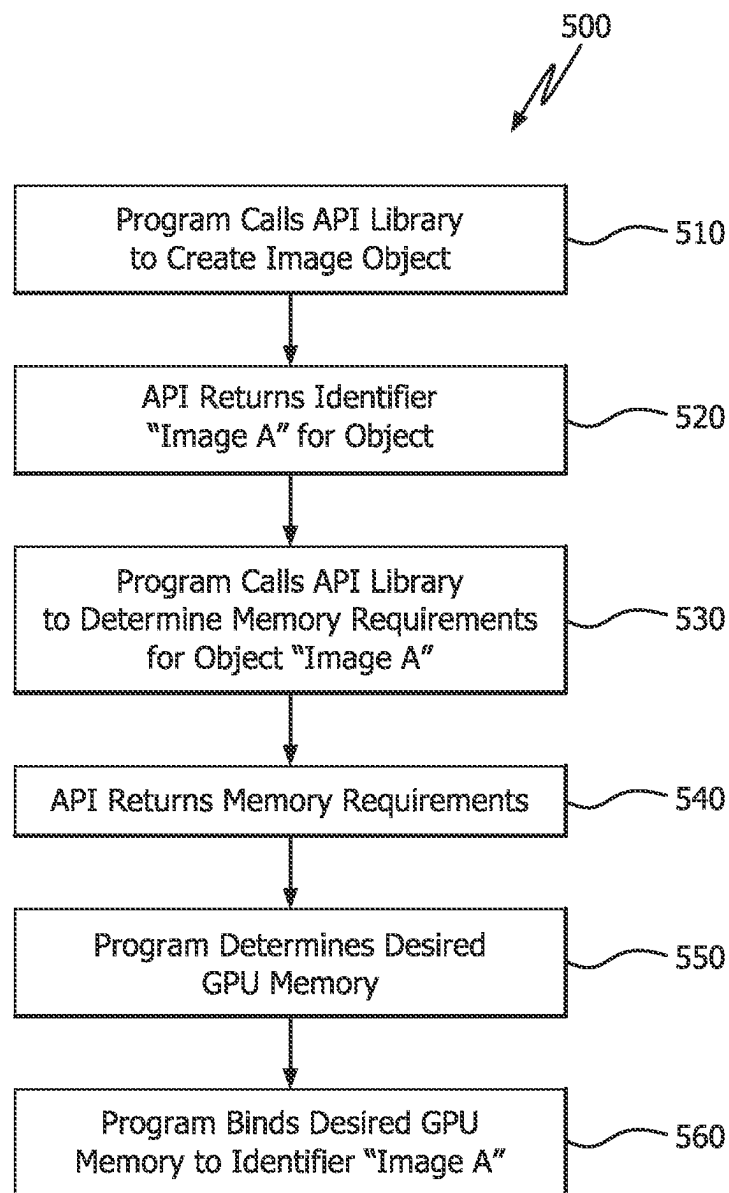 500
Program Calls API Library
to Create Image Object
510
API Returns Identifier
“Image A” for Object
520
Program Calls API Library
to Determine Memory Requirements
for Object “Image A”
530
API Returns Memory Requirements
540
Program Determines Desired
GPU Memory
550
Program Binds Desired GPU
Memory to Identifier “Image A”
560